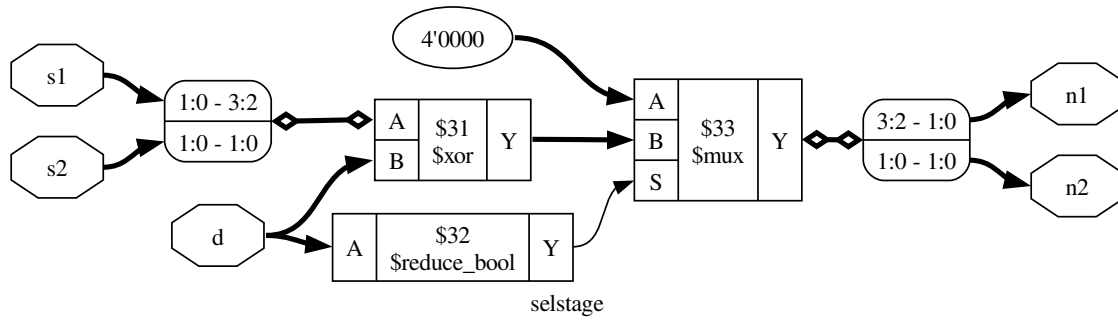 s1
s2
1:0 - 3:2
1:0 - 1:0
d
4'0000
A
B
$31
$xor
Y
A
$32
$reduce_bool
Y
A
B
S
$33
$mux
Y
3:2 - 1:0
1:0 - 1:0
n1
n2
selstage